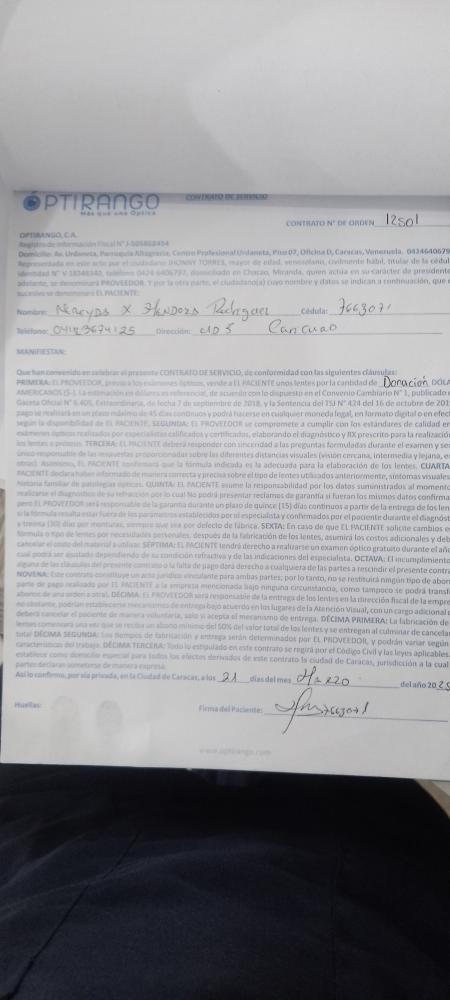 ÓPTIRANGO
Más que una Óptica
CONTRATO DE SERVICIO
CONTRATO N° DE ORDEN 12501
OPTIRANGO, C.A.
Registro de Información Fiscal N° J-505868454
Domicilio: Av. Urdaneta, Parroquia Altagracia, Centro Profesional Urdaneta, Piso 07, Oficina D, Caracas, Venezuela. 0424640679
Representada en este acto por el ciudadano JHONNY TORRES, mayor de edad, venezolano, civilmente hábil, titular de la cédul
identidad N° V 18348340, teléfono 0424 6406797, domiciliado en Chacao, Miranda, quien actúa en su carácter de presidente
adelante, se denominará PROVEEDOR. Y por la otra parte, el ciudadano(a) cuyo nombre y datos se indican a continuación, que e
sucesivo se denominará EL PACIENTE:
Nombre: X Cédula: 7663071
Teléfono: 04123674125 Dirección: UD5
MANIFIESTAN:
Que han convenido en celebrar el presente CONTRATO DE SERVICIO, de conformidad con las siguientes cláusulas:
PRIMERA: EL PROVEEDOR, previo a los exámenes ópticos, vende a EL PACIENTE unos lentes por la cantidad de Donación DÓLA
AMERICANOS ($-). La estimación en dólares es referencial, de acuerdo con lo dispuesto en el Convenio Cambiario N° 1, publicado e
Gaceta Oficial N° 6.405, Extraordinaria, de fecha 7 de septiembre de 2018, y la Sentencia del TSJ N° 424 del 16 de octubre de 201
pago se realizará en un plazo máximo de 45 días continuos y podrá hacerse en cualquier moneda legal, en formato digital o en efec
según la disponibilidad de EL PACIENTE. SEGUNDA: EL PROVEEDOR se compromete a cumplir con los estándares de calidad en
exámenes ópticos realizados por especialistas calificados y certificados, elaborando el diagnóstico y RX prescrito para la realizació
los lentes o prótesis. TERCERA: EL PACIENTE deberá responder con sinceridad a las preguntas formuladas durante el examen y se
único responsable de las respuestas proporcionadas sobre las diferentes distancias visuales (visión cercana, intermedia y lejana, en
otros). Asimismo, EL PACIENTE confirmará que la fórmula indicada es la adecuada para la elaboración de los lentes. CUARTA
PACIENTE declara haber informado de manera correcta y precisa sobre el tipo de lentes utilizados anteriormente, síntomas visuales
historia familiar de patologías ópticas. QUINTA: EL PACIENTE asume la responsabilidad por los datos suministrados al moment
realizarse el diagnóstico de su refracción por lo cual No podrá presentar reclamos de garantía si fueran los mismos datos confirma
pero EL PROVEEDOR será responsable de la garantía durante un plazo de quince (15) días continuos a partir de la entrega de los len
si la fórmula resulta estar fuera de los parámetros establecidos por el especialista y confirmados por el paciente durante el diagnóst
y treinta (30) días por monturas, siempre que sea por defecto de fábrica. SEXTA: En caso de que EL PACIENTE solicite cambios e
fórmula o tipo de lentes por necesidades personales, después de la fabricación de los lentes, asumirá los costos adicionales y deb
cancelar el costo del material a utilizar. SÉPTIMA: EL PACIENTE tendrá derecho a realizarse un examen óptico gratuito durante el año
cual podrá ser ajustado dependiendo de su condición refractiva y de las indicaciones del especialista. OCTAVA: El incumplimiento
alguna de las cláusulas del presente contrato o la falta de pago dará derecho a cualquiera de las partes a rescindir el presente contra
NOVENA: Este contrato constituye un acto jurídico vinculante para ambas partes; por lo tanto, no se restituirá ningún tipo de abon
parte de pago realizado por EL PACIENTE a la empresa mencionada bajo ninguna circunstancia, como tampoco se podrá transf
abonos de una orden a otra). DÉCIMA: EL PROVEEDOR será responsable de la entrega de los lentes en la dirección fiscal de la empre
no obstante, podrían establecerse mecanismos de entrega bajo acuerdo en los lugares de la Atención Visual, con un cargo adicional
deberá cancelar el paciente de manera voluntaria, solo si acepta el mecanismo de entrega. DÉCIMA PRIMERA: La fabricación de
lentes comenzará una vez que se reciba un abono mínimo del 50% del valor total de los lentes y se entregan al culminar de cancelar
total DÉCIMA SEGUNDA: Los tiempos de fabricación y entrega serán determinados por EL PROVEEDOR, y podrán variar según
características del trabajo. DÉCIMA TERCERA: Todo lo estipulado en este contrato se regirá por el Código Civil y las leyes aplicables.
establece como domicilio especial para todos los efectos derivados de este contrato la ciudad de Caracas, jurisdicción a la cual
partes declaran someterse de manera expresa.
Así lo confirmo, por vía privada, en la Ciudad de Caracas, a los 21 días del mes Marzo del año 2025
Huellas: Firma del Paciente: 7663071
www.optirango.com